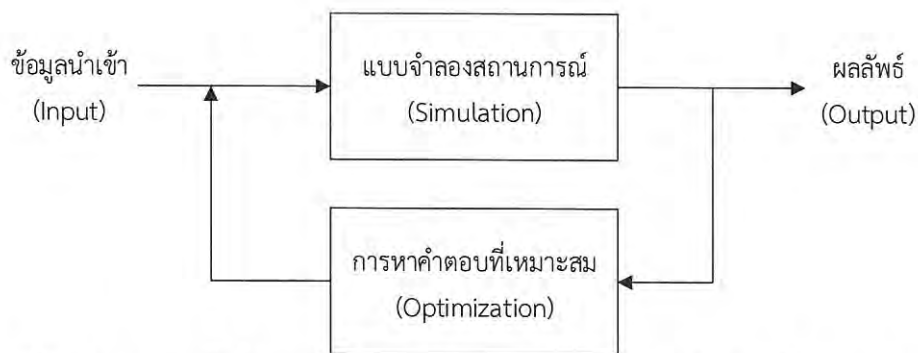 ข้อมูลนำเข้า
(Input)
แบบจำลองสถานการณ์
(Simulation)
ผลลัพธ์
(Output)
การหาคำตอบที่เหมาะสม
(Optimization)